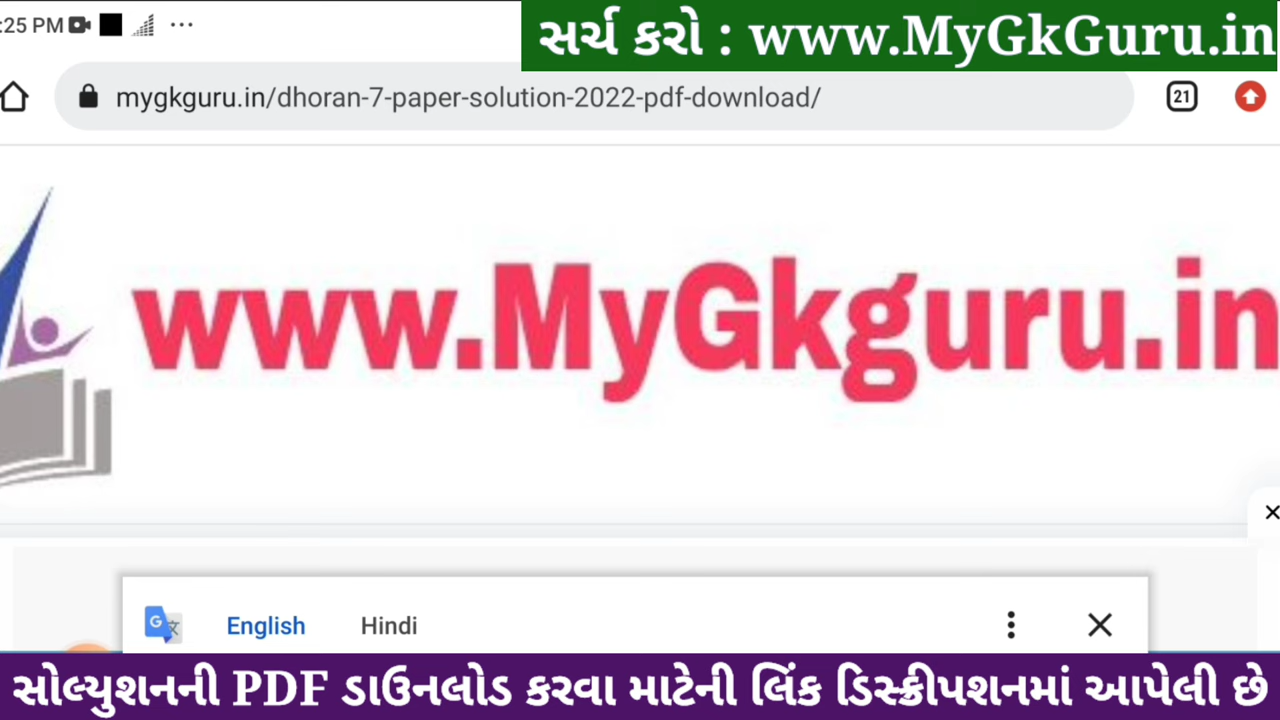 :25 PM
સર્ચ કરો : www.MyGkGuru.in
mygkguru.in/dhoran-7-paper-solution-2022-pdf-download/
21
www.MyGkguru.in
English Hindi
સોલ્યુશનની PDF ડાઉનલોડ કરવા માટેની લિંક ડિસ્ક્રીપશનમાં આપેલી છે